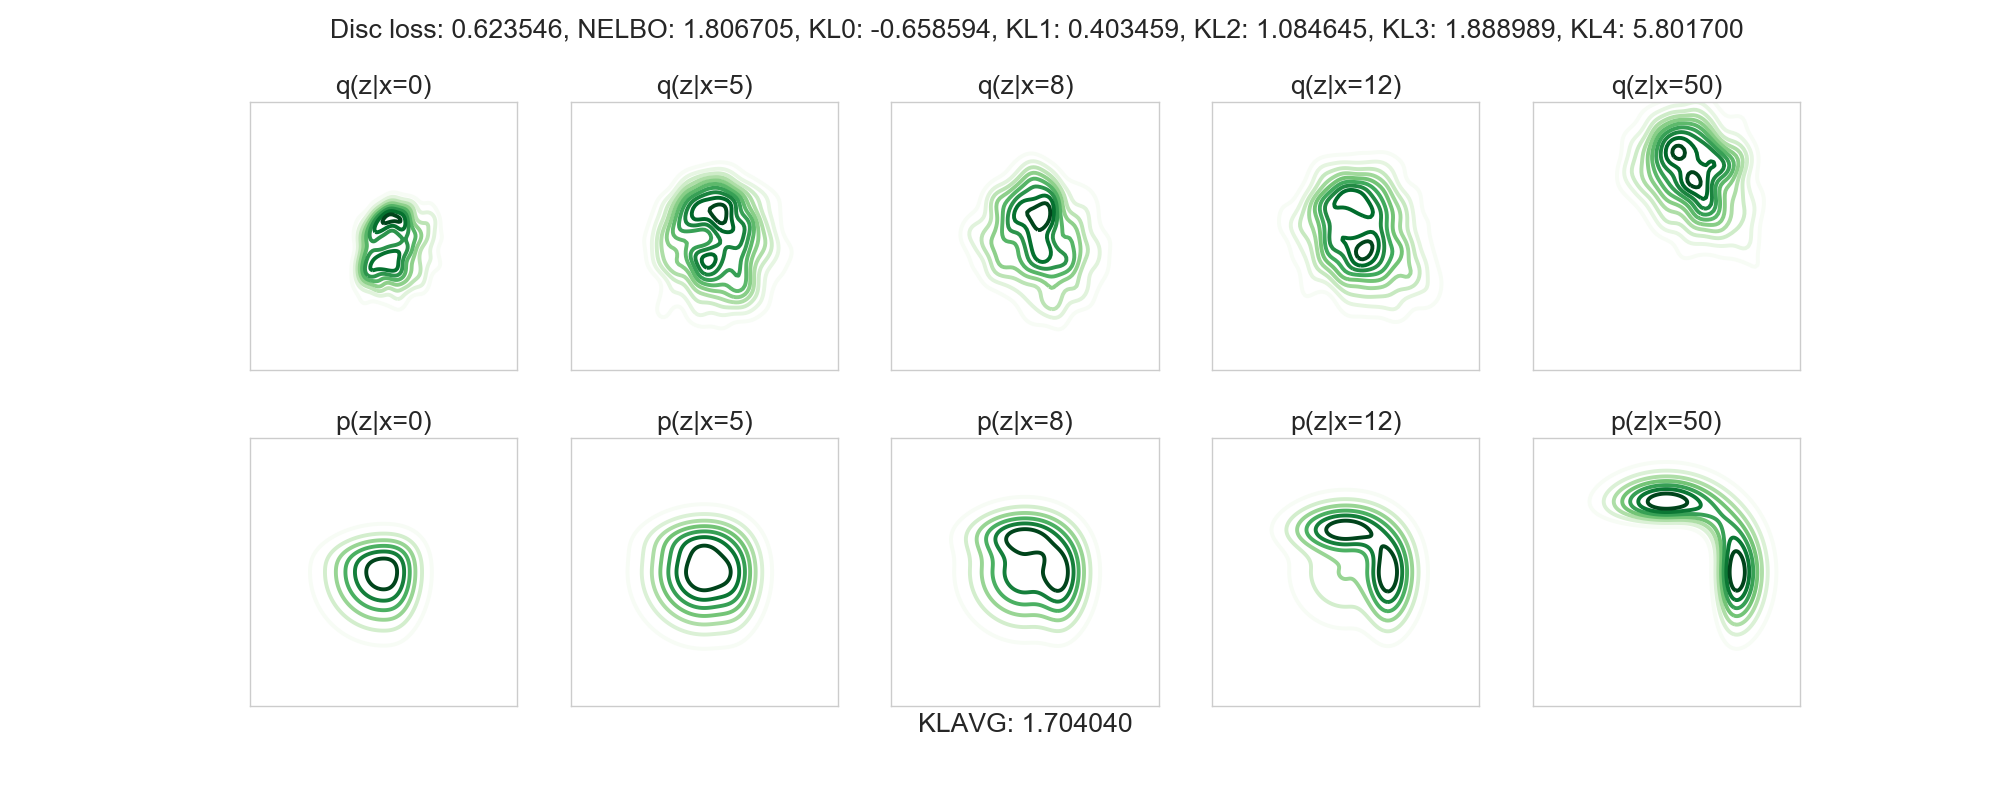 Disc loss: 0.623546, NELBO: 1.806705, KL0: -0.658594, KL1: 0.403459, KL2: 1.084645, KL3: 1.888989, KL4: 5.801700
q(z|x=0) q(z|x=5) q(z|x=8) q(z|x=12) q(z|x=50)
p(z|x=0) p(z|x=5) p(z|x=8) p(z|x=12) p(z|x=50)
KLAVG: 1.704040